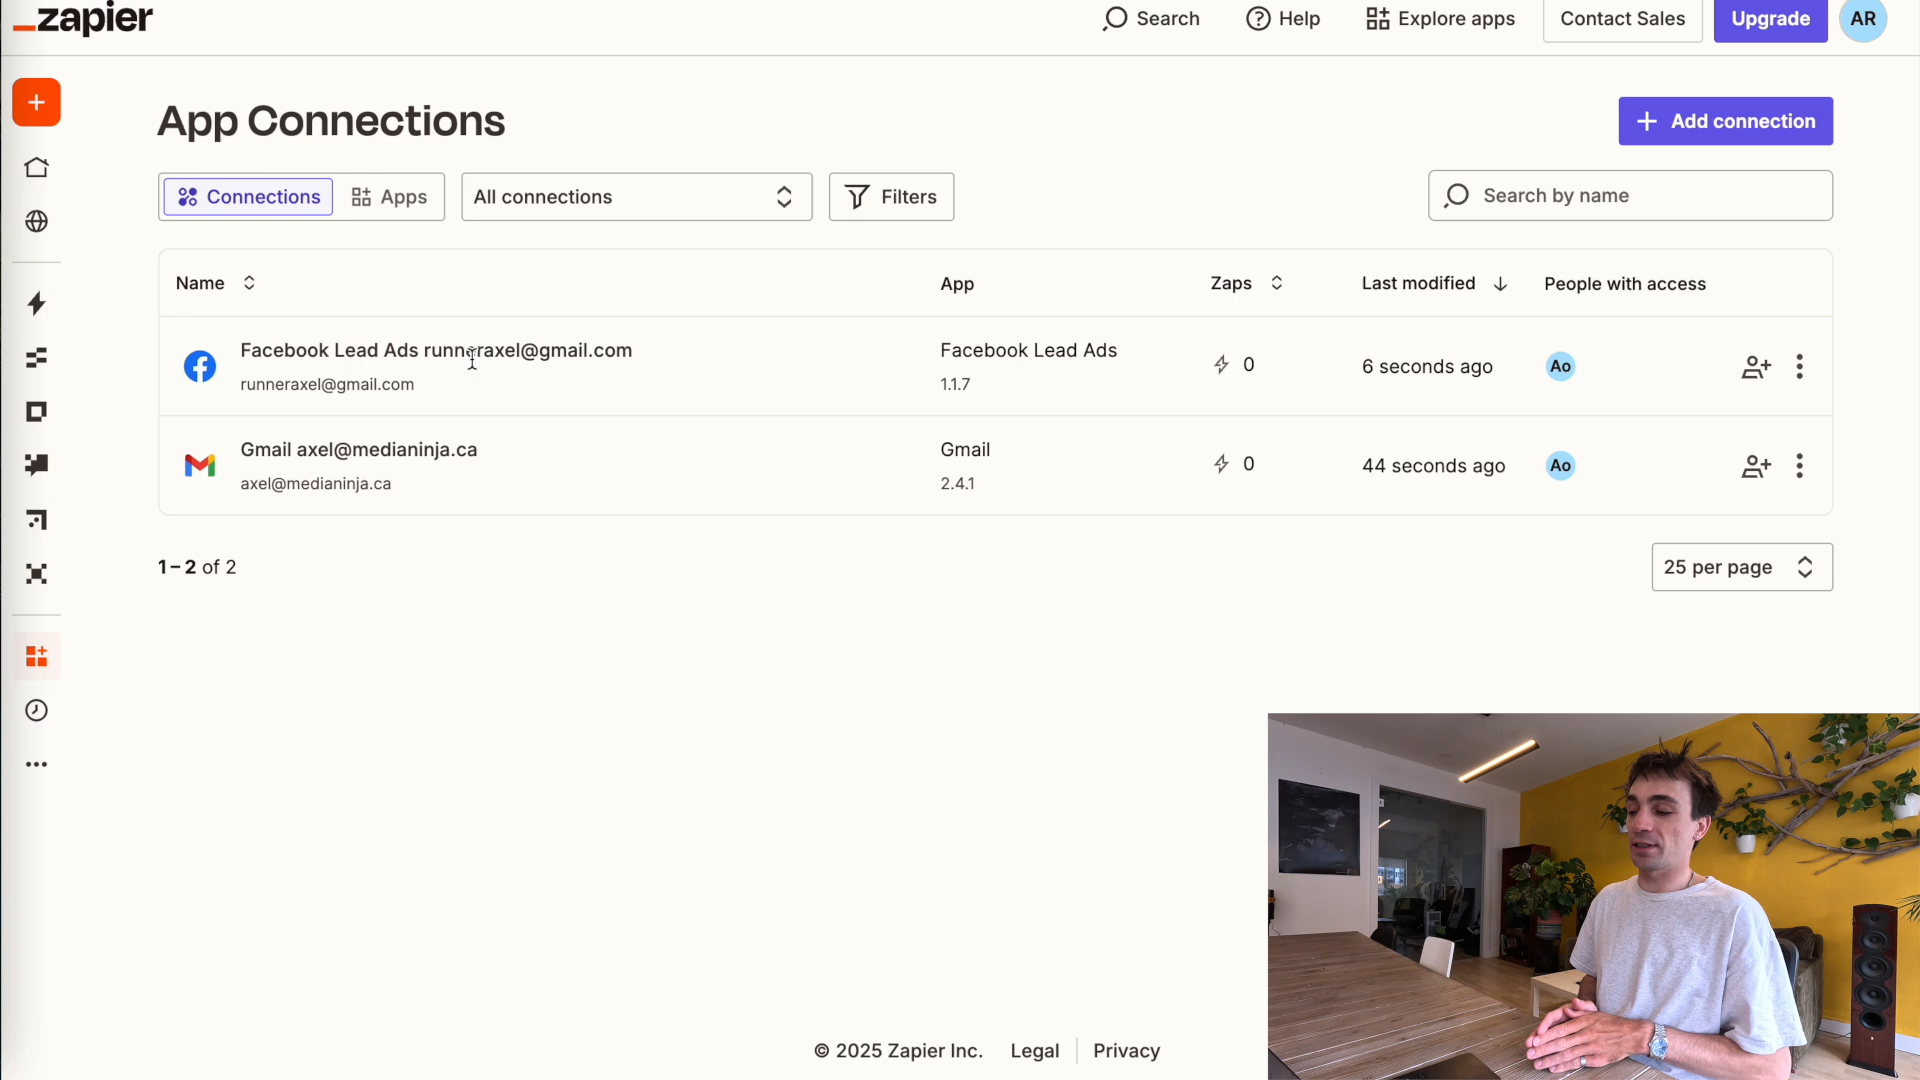 zapier
Search
Help
Explore apps
Contact Sales
Upgrade
AR
App Connections
Add connection
Connections
Apps
All connections
Filters
Search by name
Name
App
Zaps
Last modified
People with access
Facebook Lead Ads runneraxel@gmail.com
runneraxel@gmail.com
Facebook Lead Ads
1.1.7
0
6 seconds ago
Ao
Gmail axel@medianinja.ca
axel@medianinja.ca
Gmail
2.4.1
0
44 seconds ago
Ao
1–2 of 2
25 per page
© 2025 Zapier Inc.
Legal
Privacy